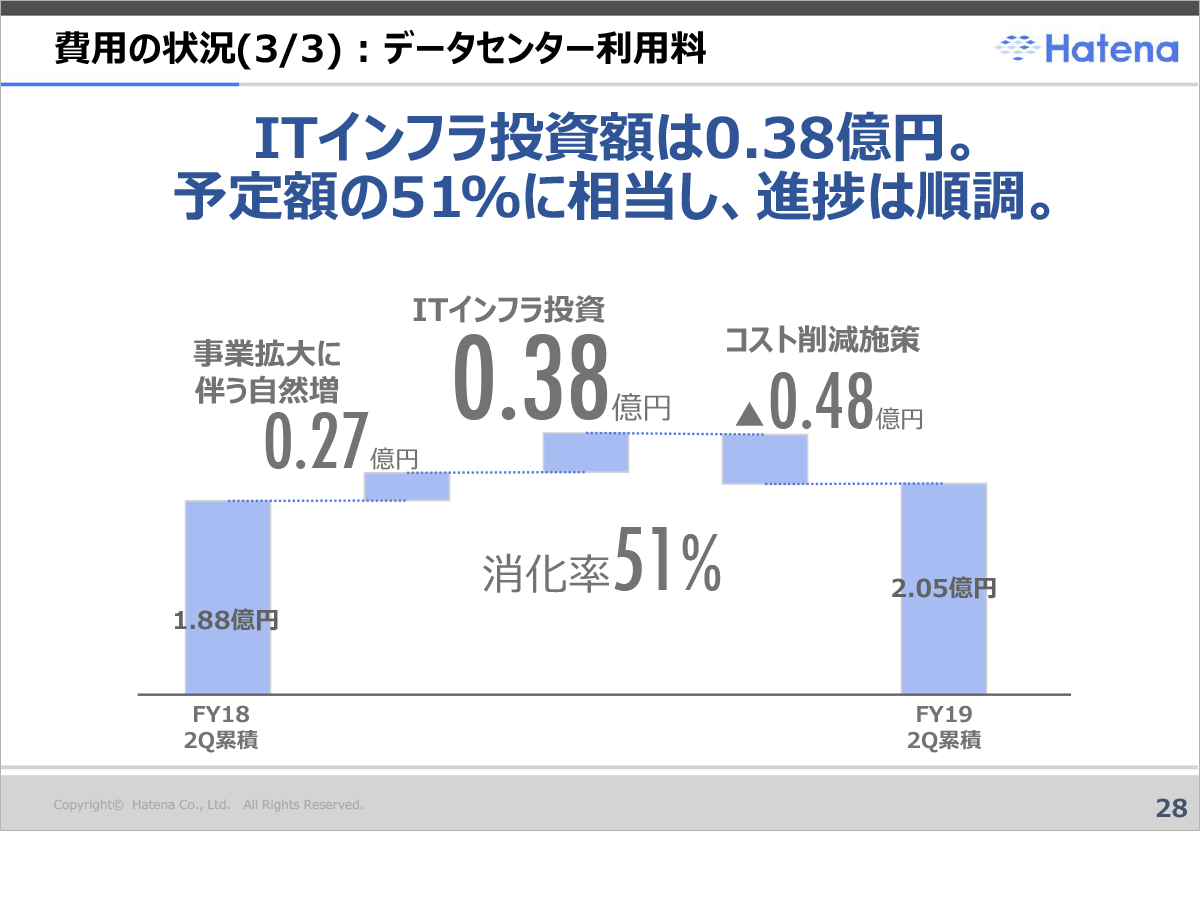 費用の状況(3/3)：データセンター利用料
Hatena
ITインフラ投資額は0.38億円。
予定額の51%に相当し、進捗は順調。
ITインフラ投資
0.38億円
事業拡大に
伴う自然増
0.27億円
コスト削減施策
▲0.48億円
消化率51%
1.88億円
2.05億円
FY18
2Q累積
FY19
2Q累積
Copyright© Hatena Co., Ltd. All Rights Reserved.
28